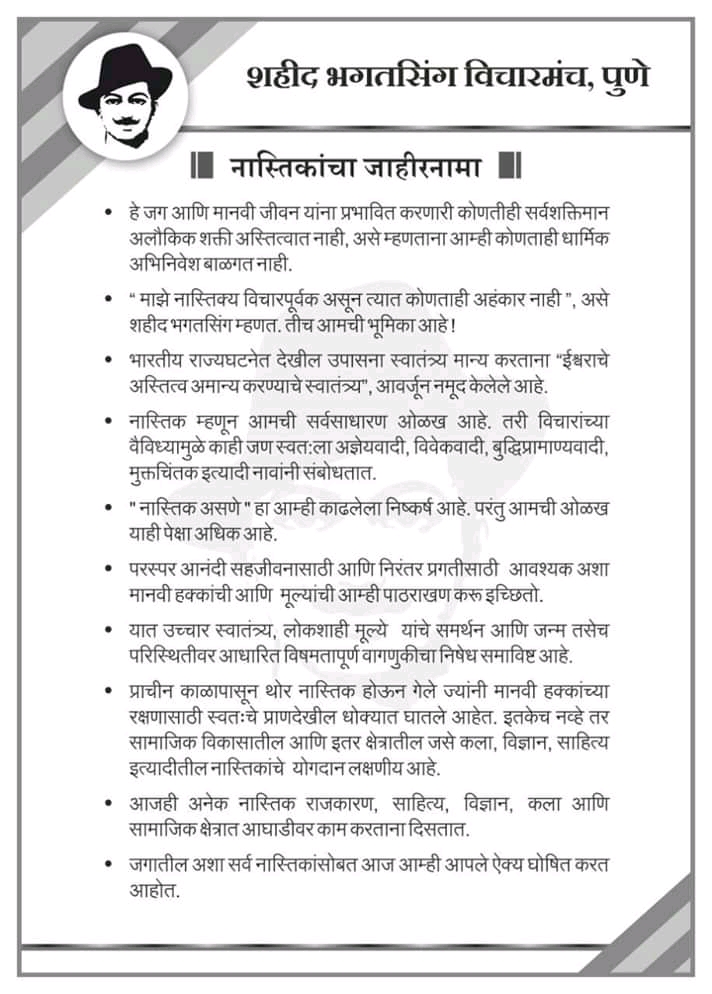 शहीद भगतसिंग विचारमंच, पुणे
नास्तिकांचा जाहीरनामा
• हे जग आणि मानवी जीवन यांना प्रभावित करणारी कोणतीही सर्वशक्तिमान
अलौकिक शक्ती अस्तित्वात नाही, असे म्हणताना आम्ही कोणताही धार्मिक
अभिनिवेश बाळगत नाही.
• “ माझे नास्तिक्य विचारपूर्वक असून त्यात कोणताही अहंकार नाही ”, असे
शहीद भगतसिंग म्हणत. तीच आमची भूमिका आहे !
• भारतीय राज्यघटनेत देखील उपासना स्वातंत्र्य मान्य करताना “ईश्वराचे
अस्तित्व अमान्य करण्याचे स्वातंत्र्य”, आवर्जून नमूद केलेले आहे.
• नास्तिक म्हणून आमची सर्वसाधारण ओळख आहे. तरी विचारांच्या
वैविध्यामुळे काही जण स्वत:ला अज्ञेयवादी, विवेकवादी, बुद्धिप्रामाण्यवादी,
मुक्तचिंतक इत्यादी नावांनी संबोधतात.
• " नास्तिक असणे " हा आम्ही काढलेला निष्कर्ष आहे. परंतु आमची ओळख
याही पेक्षा अधिक आहे.
• परस्पर आनंदी सहजीवनासाठी आणि निरंतर प्रगतीसाठी आवश्यक अशा
मानवी हक्कांची आणि मूल्यांची आम्ही पाठराखण करू इच्छितो.
• यात उच्चार स्वातंत्र्य, लोकशाही मूल्ये यांचे समर्थन आणि जन्म तसेच
परिस्थितीवर आधारित विषमतापूर्ण वागणुकीचा निषेध समाविष्ट आहे.
• प्राचीन काळापासून थोर नास्तिक होऊन गेले ज्यांनी मानवी हक्कांच्या
रक्षणासाठी स्वतःचे प्राणदेखील धोक्यात घातले आहेत. इतकेच नव्हे तर
सामाजिक विकासातील आणि इतर क्षेत्रातील जसे कला, विज्ञान, साहित्य
इत्यादीतील नास्तिकांचे योगदान लक्षणीय आहे.
• आजही अनेक नास्तिक राजकारण, साहित्य, विज्ञान, कला आणि
सामाजिक क्षेत्रात आघाडीवर काम करताना दिसतात.
• जगातील अशा सर्व नास्तिकांसोबत आज आम्ही आपले ऐक्य घोषित करत
आहोत.